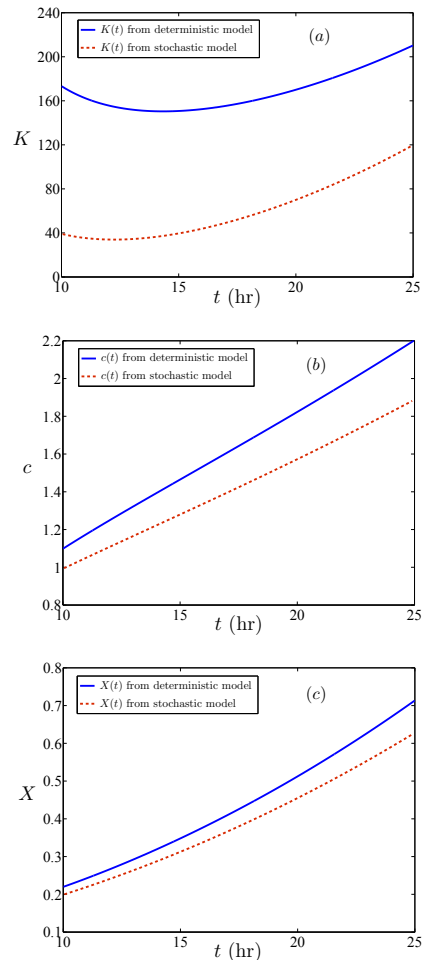 240
200
160
120
80
40
0
K
K(t) from deterministic model
K(t) from stochastic model
(a)
10 15 20 25
t (hr)
2.2
2
1.8
1.6
1.4
1.2
1
0.8
c
c(t) from deterministic model
c(t) from stochastic model
(b)
10 15 20 25
t (hr)
0.8
0.7
0.6
0.5
0.4
0.3
0.2
0.1
X
X(t) from deterministic model
X(t) from stochastic model
(c)
10 15 20 25
t (hr)